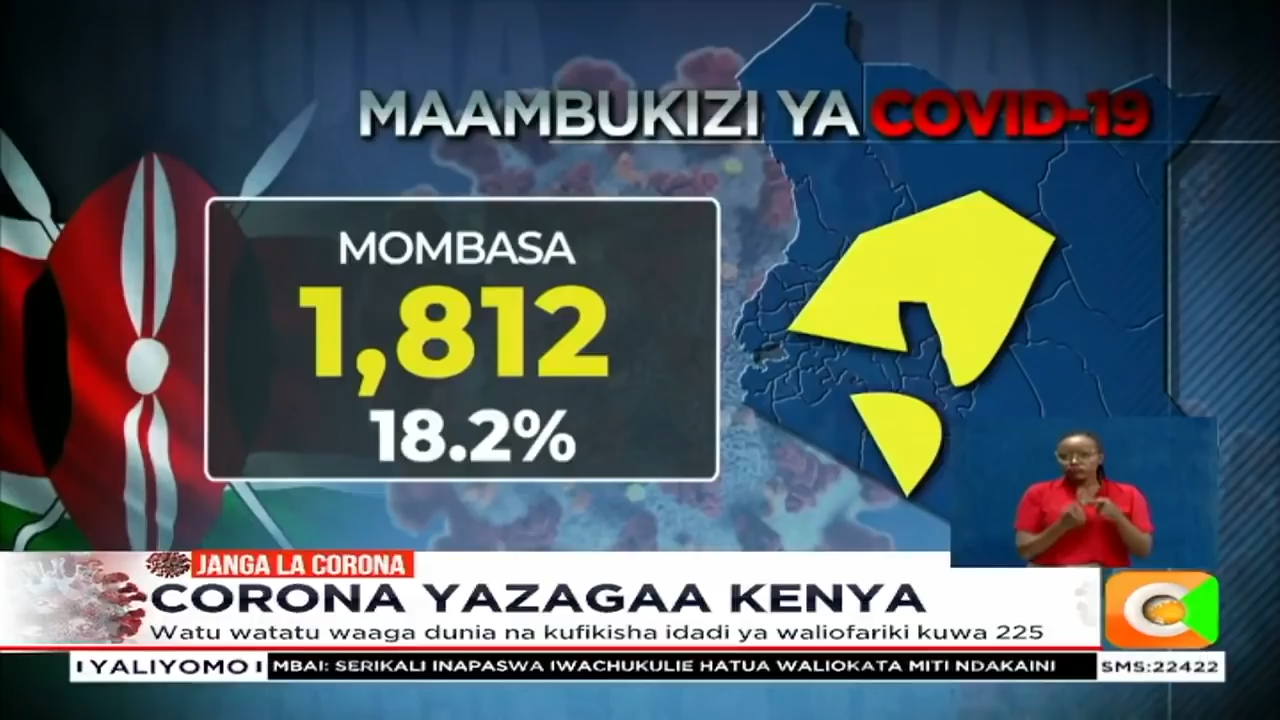 MAAMBUKIZI YA COVID-19
MOMBASA
1,812
18.2%
JANGA LA CORONA
CORONA YAZAGAA KENYA
Watu watatu waaga dunia na kufikisha idadi ya waliofariki kuwa 225
YALIYOMO
MBAI: SERIKALI INAPASWA IWACHUKULIE HATUA WALIOKATA MITI NDAKAINI
SMS:22422